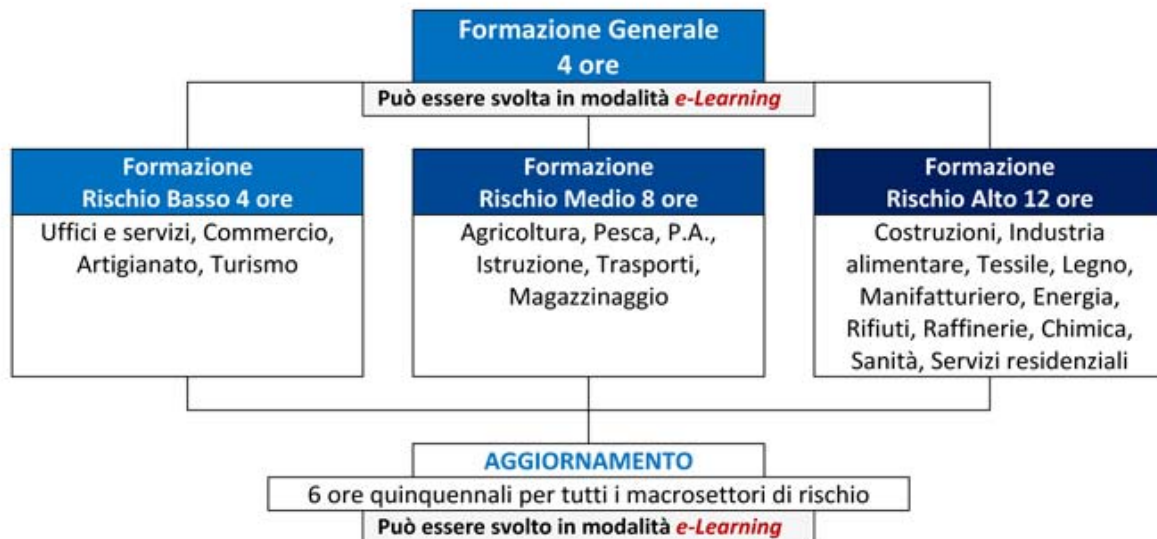 Formazione Generale
4 ore
Può essere svolta in modalità e-Learning
Formazione
Rischio Basso 4 ore
Uffici e servizi, Commercio,
Artigianato, Turismo
Formazione
Rischio Medio 8 ore
Agricoltura, Pesca, P.A.,
Istruzione, Trasporti,
Magazzinaggio
Formazione
Rischio Alto 12 ore
Costruzioni, Industria
alimentare, Tessile, Legno,
Manifatturiero, Energia,
Rifiuti, Raffinerie, Chimica,
Sanità, Servizi residenziali
AGGIORNAMENTO
6 ore quinquennali per tutti i macrosettori di rischio
Può essere svolto in modalità e-Learning